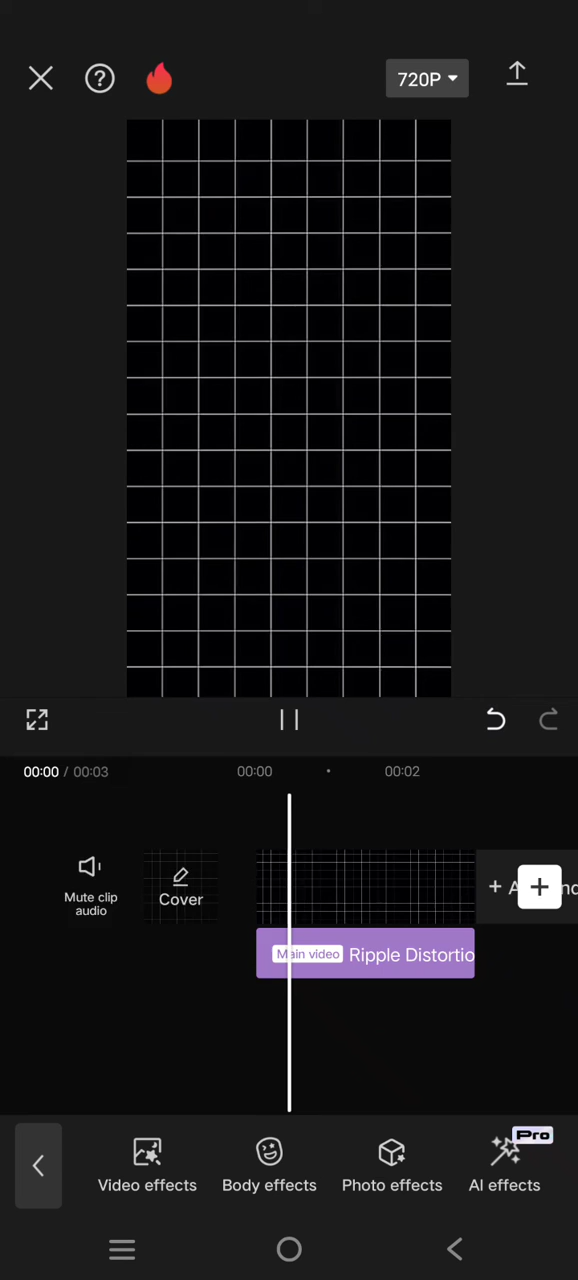 ?
720P
00:00 / 00:03
00:00
00:02
Mute clip
audio
Cover
+ A
Main video
Ripple Distortio
Pro
Video effects
Body effects
Photo effects
AI effects